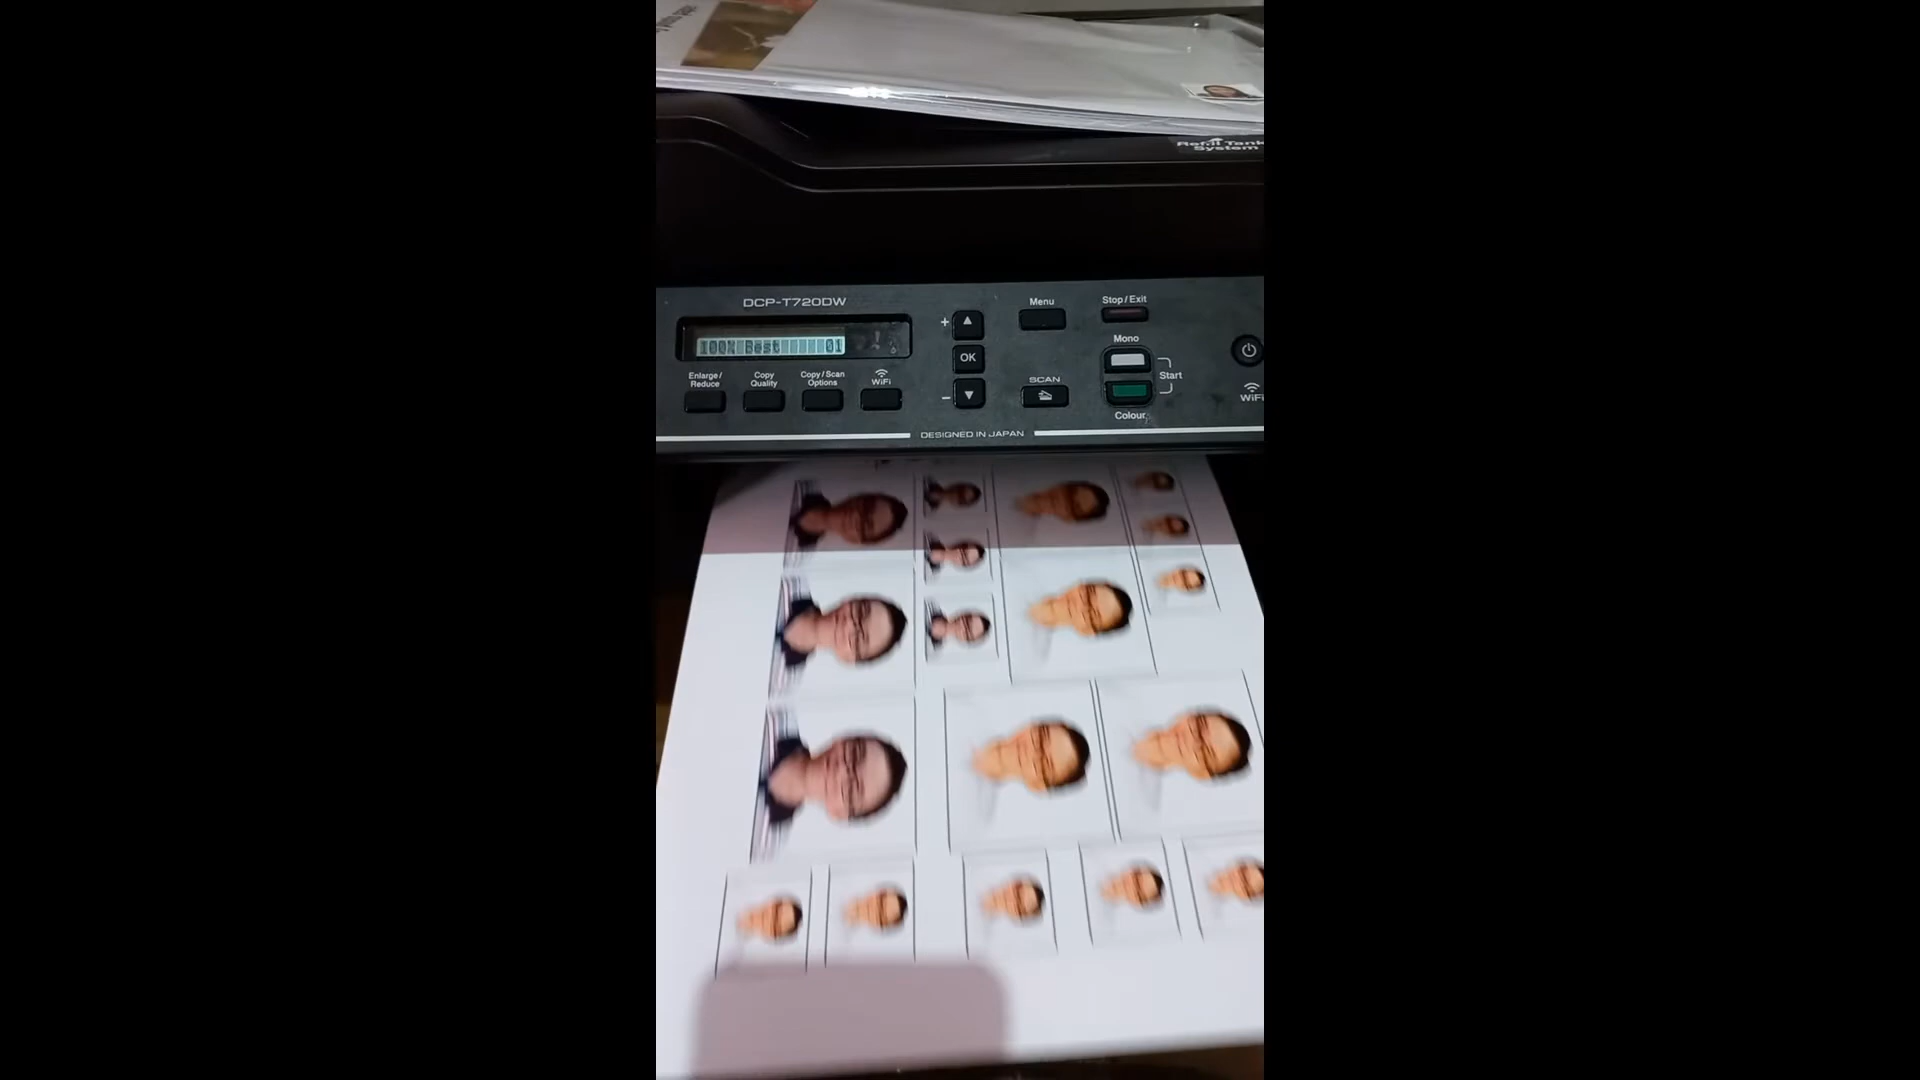 Refill Tank
System
DCP-T720DW
100% Best 01
Enlarge /
Reduce
Copy
Quality
Copy / Scan
Options
WiFi
+
OK
−
Menu
SCAN
Stop / Exit
Mono
Start
Colour
WiFi
DESIGNED IN JAPAN